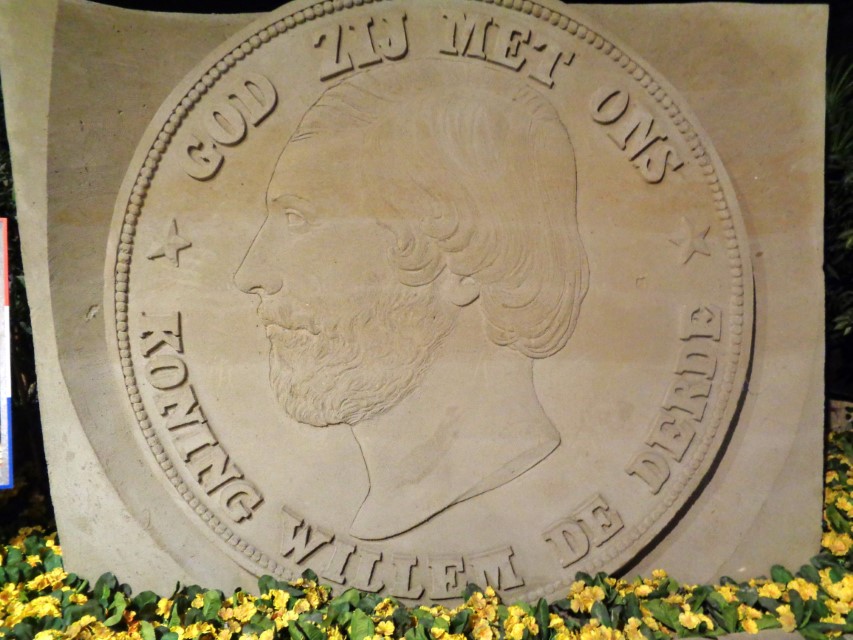 GOD ZIJ MET ONS
KONING WILLEM DE DERDE